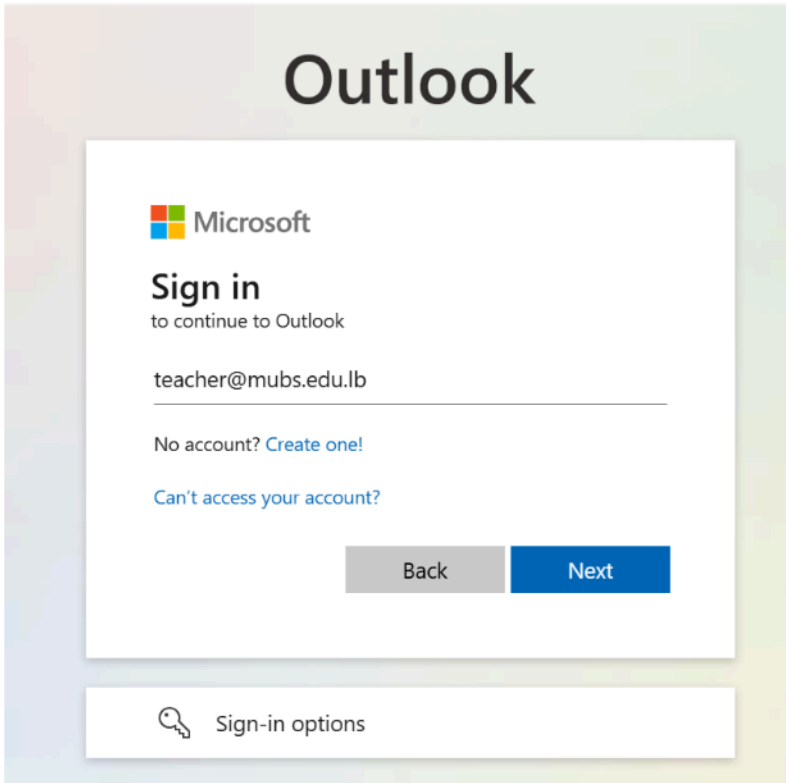 Outlook
Microsoft
Sign in
to continue to Outlook
teacher@mubs.edu.lb
No account? Create one!
Can't access your account?
Back Next
Sign-in options